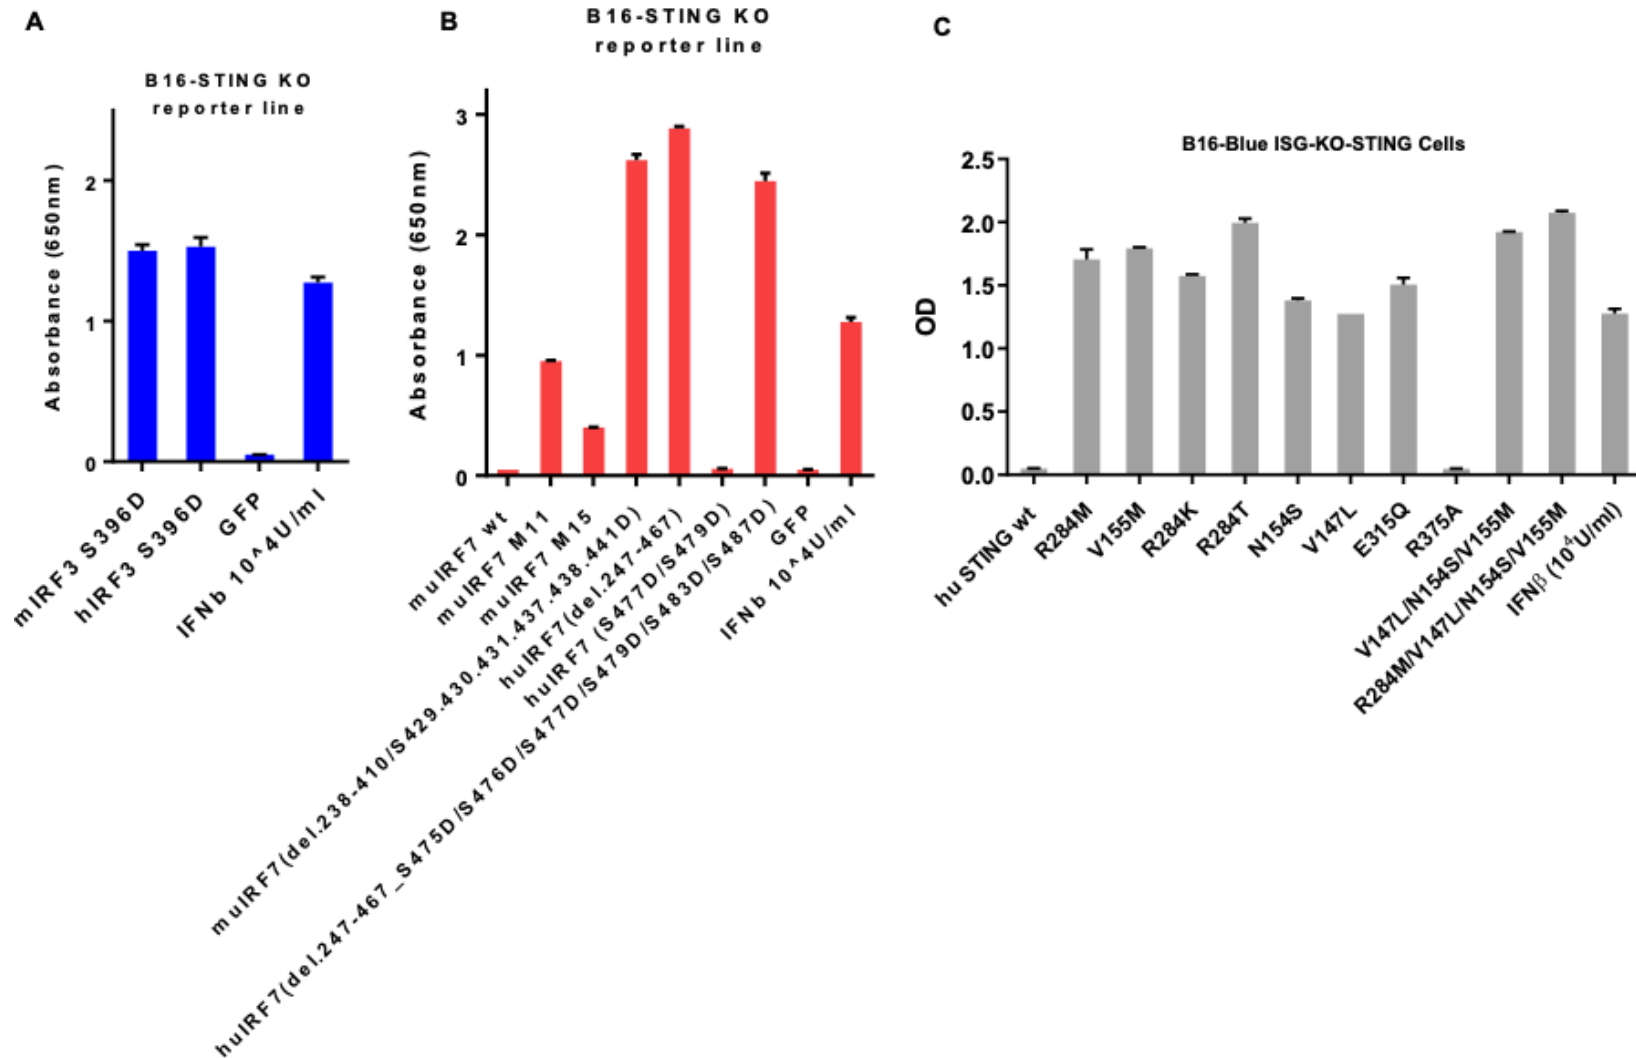 A
B16-STING KO
reporter line
Absorbance (650nm)
2
1
0
mIRF3 S396D
hIRF3 S396D
GFP
IFNb 10^4U/ml
B
B16-STING KO
reporter line
Absorbance (650nm)
3
2
1
0
muIRF7 wt
muIRF7 M11
muIRF7 M15
muIRF7(del.238-410/S429.430.431.437.438.441D)
huIRF7(del.247-467)
huIRF7 (S477D/S479D)
huIRF7(del.247-467_S475D/S476D/S477D/S479D/S483D/S487D)
GFP
IFNb 10^4U/ml
C
B16-Blue ISG-KO-STING Cells
OD
2.5
2.0
1.5
1.0
0.5
0.0
hu STING wt
R284M
V155M
R284K
R284T
N154S
V147L
E315Q
R375A
V147L/N154S/V155M
R284M/V147L/N154S/V155M
IFNβ (10⁴U/ml)